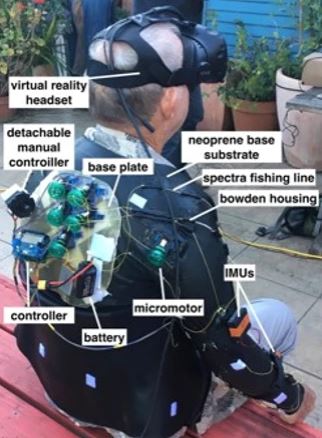 virtual reality
headset
detachable
manual
controiller
base plate
neoprene base
substrate
spectra fishing line
bowden housing
IMUs
controller
battery
micromotor